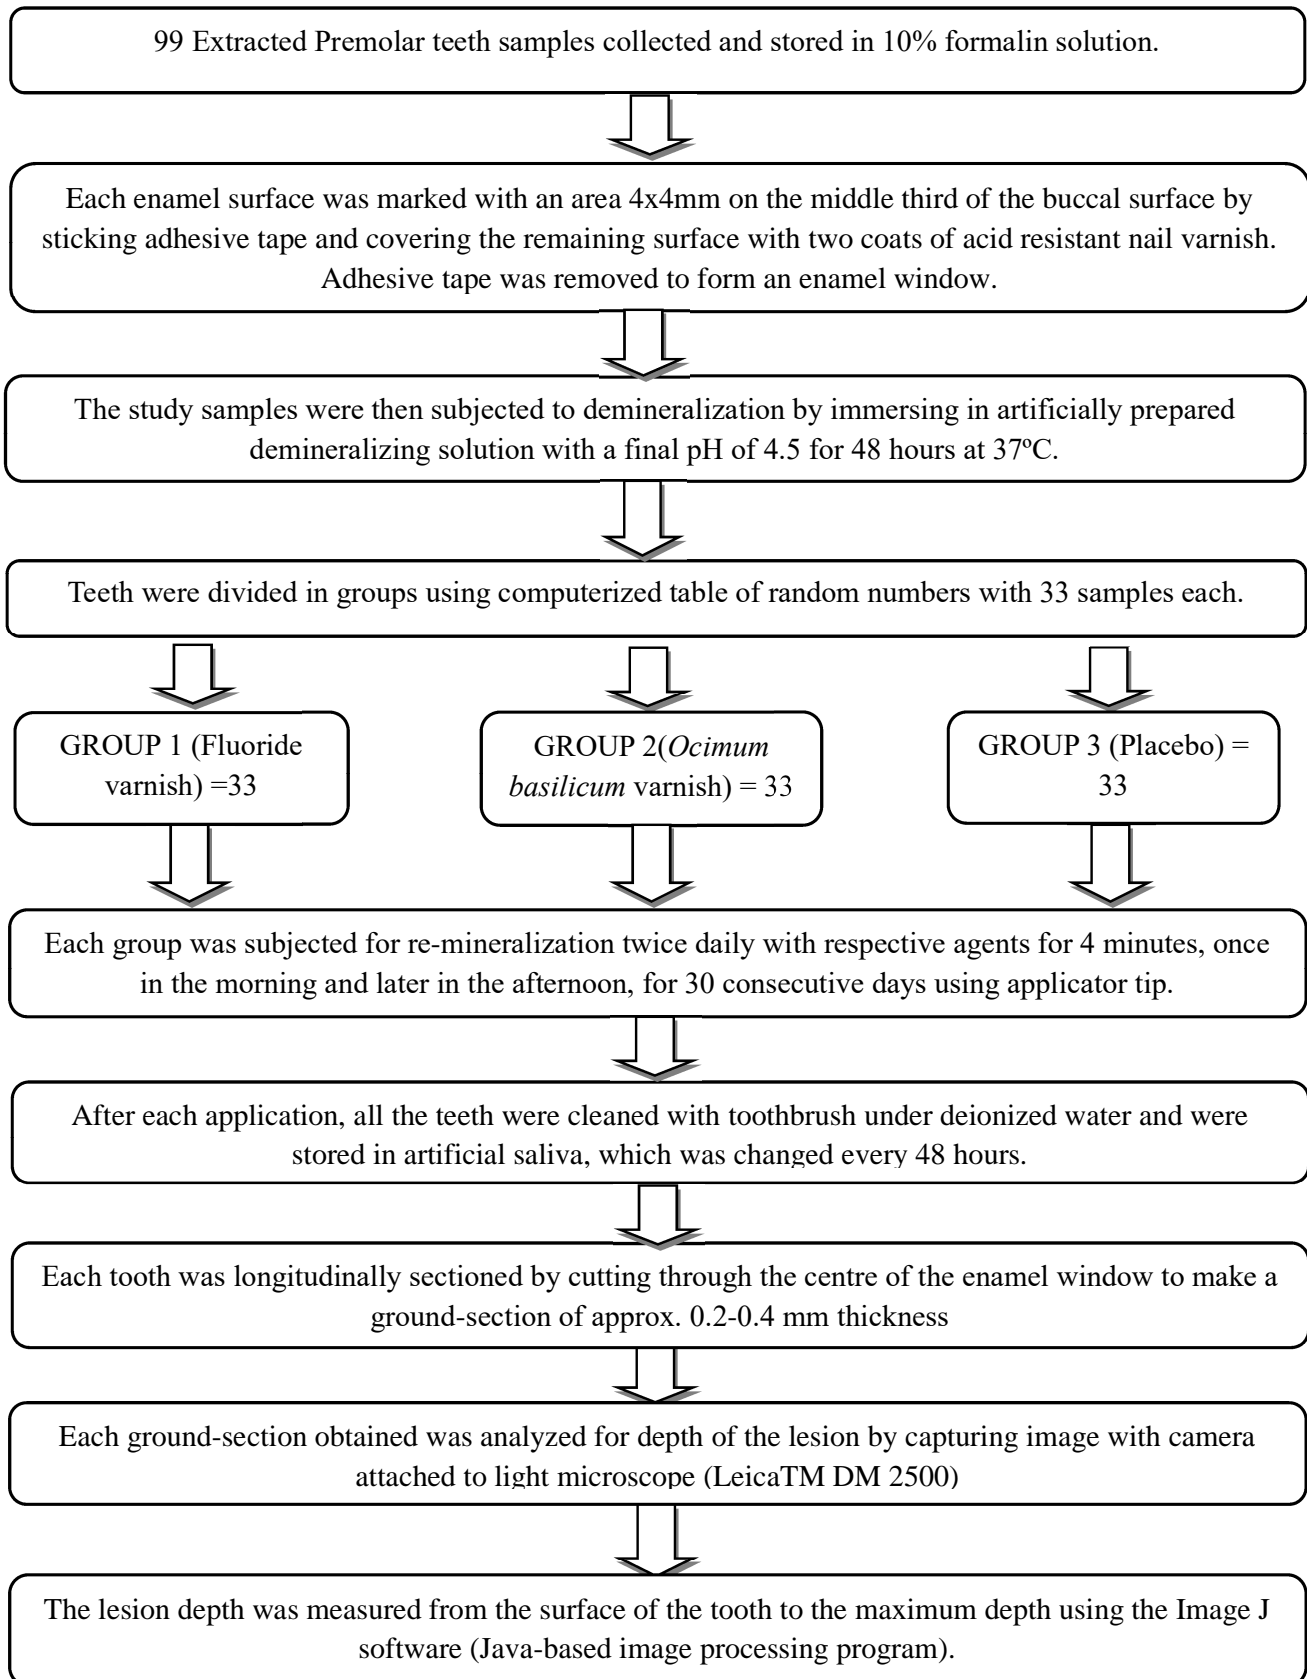 99 Extracted Premolar teeth samples collected and stored in 10% formalin solution.
Each enamel surface was marked with an area 4x4mm on the middle third of the buccal surface by
sticking adhesive tape and covering the remaining surface with two coats of acid resistant nail varnish.
Adhesive tape was removed to form an enamel window.
The study samples were then subjected to demineralization by immersing in artificially prepared
demineralizing solution with a final pH of 4.5 for 48 hours at 37ºC.
Teeth were divided in groups using computerized table of random numbers with 33 samples each.
GROUP 1 (Fluoride
varnish) =33
GROUP 2(Ocimum
basilicum varnish) = 33
GROUP 3 (Placebo) =
33
Each group was subjected for re-mineralization twice daily with respective agents for 4 minutes, once
in the morning and later in the afternoon, for 30 consecutive days using applicator tip.
After each application, all the teeth were cleaned with toothbrush under deionized water and were
stored in artificial saliva, which was changed every 48 hours.
Each tooth was longitudinally sectioned by cutting through the centre of the enamel window to make a
ground-section of approx. 0.2-0.4 mm thickness
Each ground-section obtained was analyzed for depth of the lesion by capturing image with camera
attached to light microscope (LeicaTM DM 2500)
The lesion depth was measured from the surface of the tooth to the maximum depth using the Image J
software (Java-based image processing program).